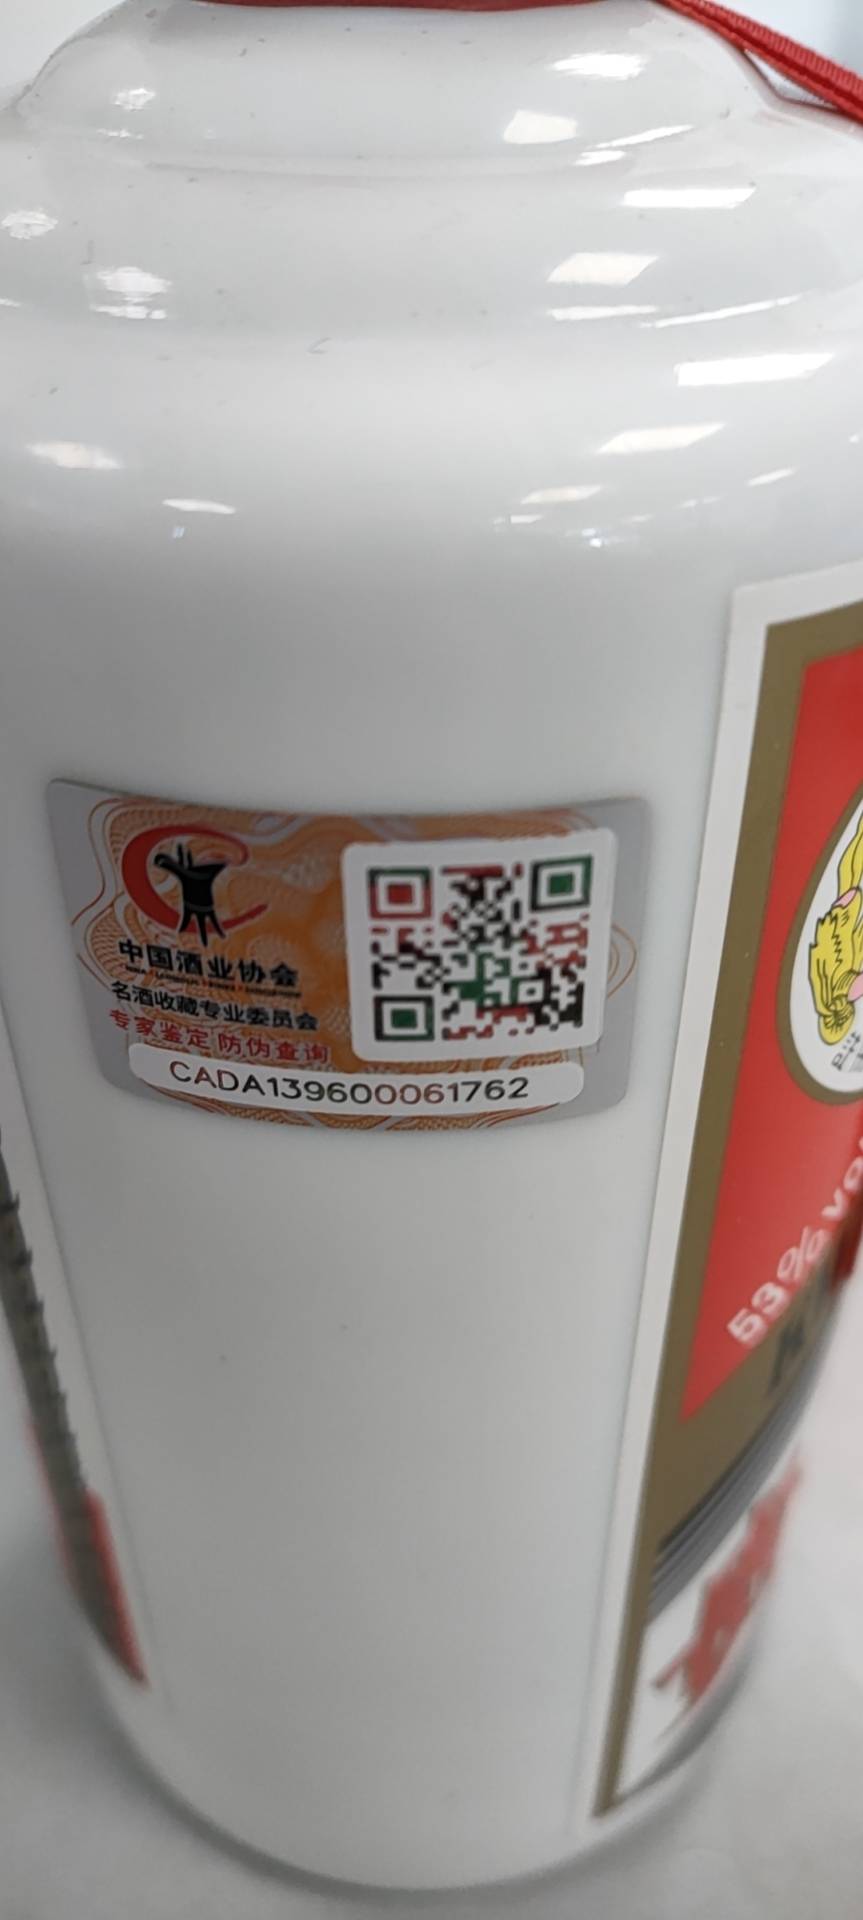 中国酒业协会
名酒收藏专业委员会
专家鉴定 防伪查询
CADA139600061762
53%